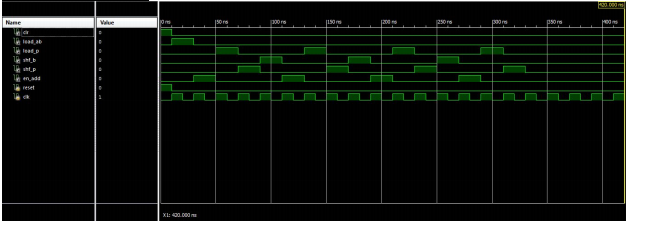 420.000 ns
Name Value 0 ns 50 ns 100 ns 150 ns 200 ns 250 ns 300 ns 350 ns 400 ns
clr 0
load_ab 0
load_p 0
shf_b 0
shf_p 0
en_add 0
reset 0
clk 1
X1: 420.000 ns